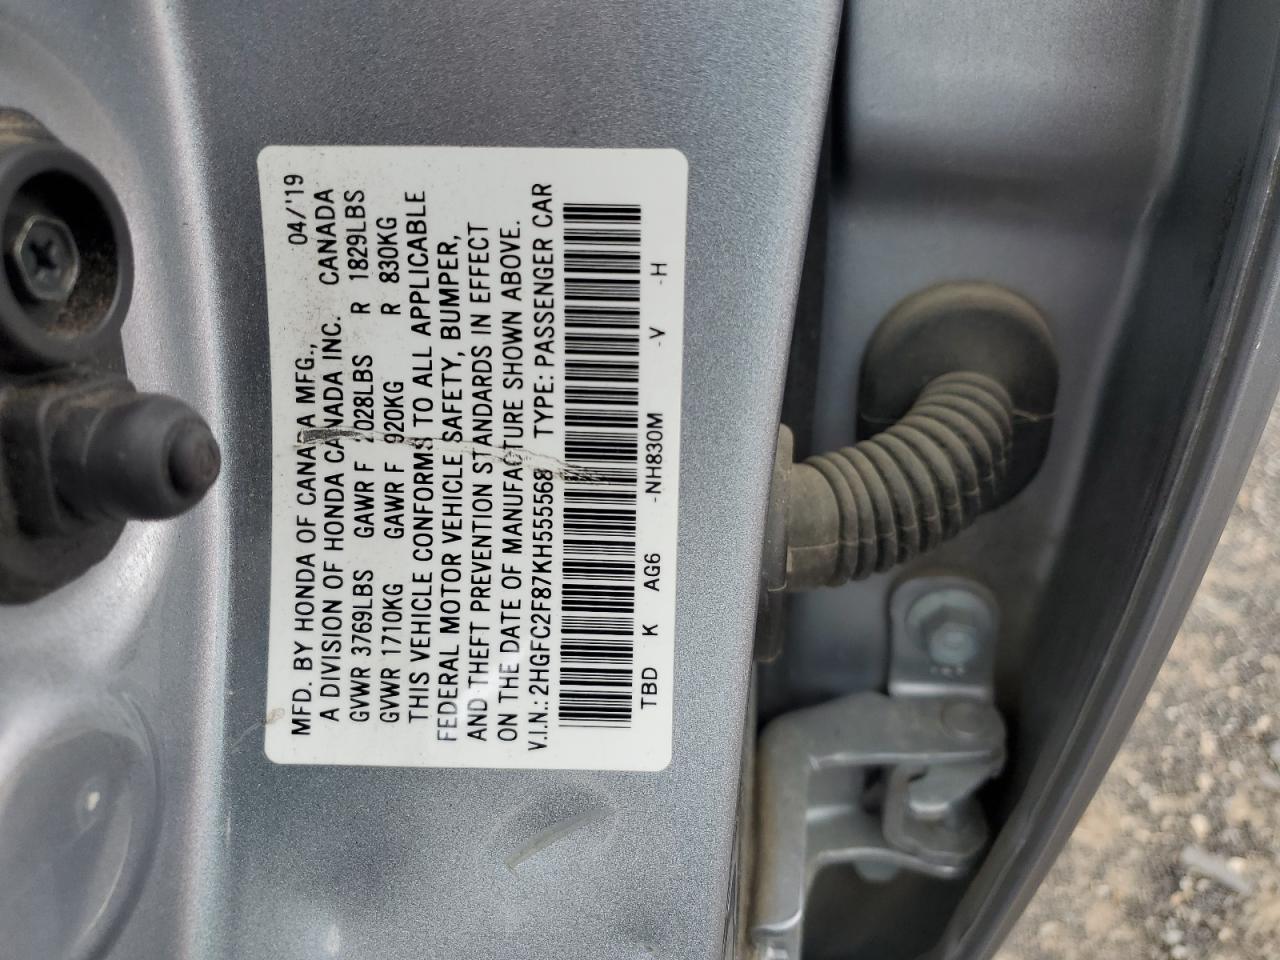 MFD. BY HONDA OF CANADA MFG., 04/'19
A DIVISION OF HONDA CANADA INC. CANADA
GVWR 3769LBS GAWR F 2028LBS R 1829LBS
GVWR 1710KG GAWR F 920KG R 830KG
THIS VEHICLE CONFORMS TO ALL APPLICABLE
FEDERAL MOTOR VEHICLE SAFETY, BUMPER,
AND THEFT PREVENTION STANDARDS IN EFFECT
ON THE DATE OF MANUFACTURE SHOWN ABOVE.
V.I.N.: 2HGFC2F87KH555568 TYPE: PASSENGER CAR
TBD K AG6 -NH830M -V -H